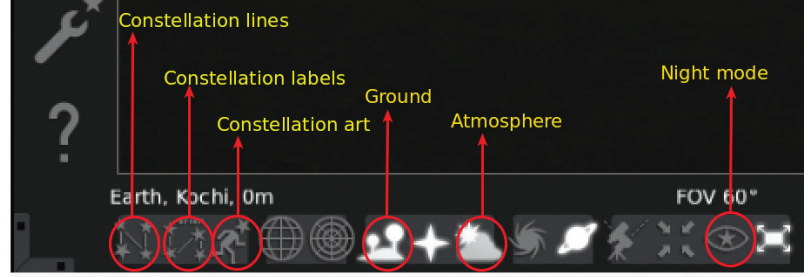 Constellation lines
Constellation labels
Ground
Night mode
Constellation art
Atmosphere
Earth, Kochi, 0m
FOV 60°